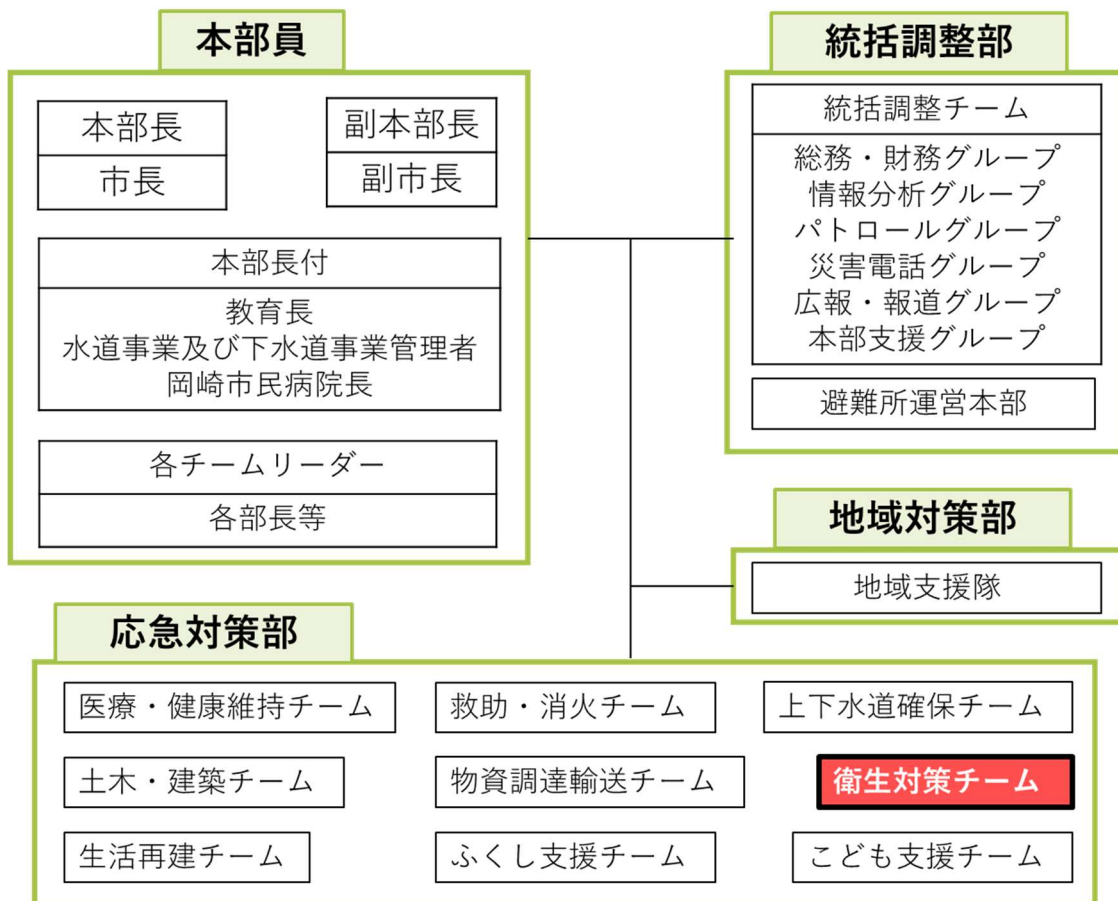 本部員
本部長
市長
副本部長
副市長
本部長付
教育長
水道事業及び下水道事業管理者
岡崎市民病院長
各チームリーダー
各部長等
統括調整部
統括調整チーム
総務・財務グループ
情報分析グループ
パトロールグループ
災害電話グループ
広報・報道グループ
本部支援グループ
避難所運営本部
地域対策部
地域支援隊
応急対策部
医療・健康維持チーム
救助・消火チーム
上下水道確保チーム
土木・建築チーム
物資調達輸送チーム
衛生対策チーム
生活再建チーム
ふくし支援チーム
こども支援チーム